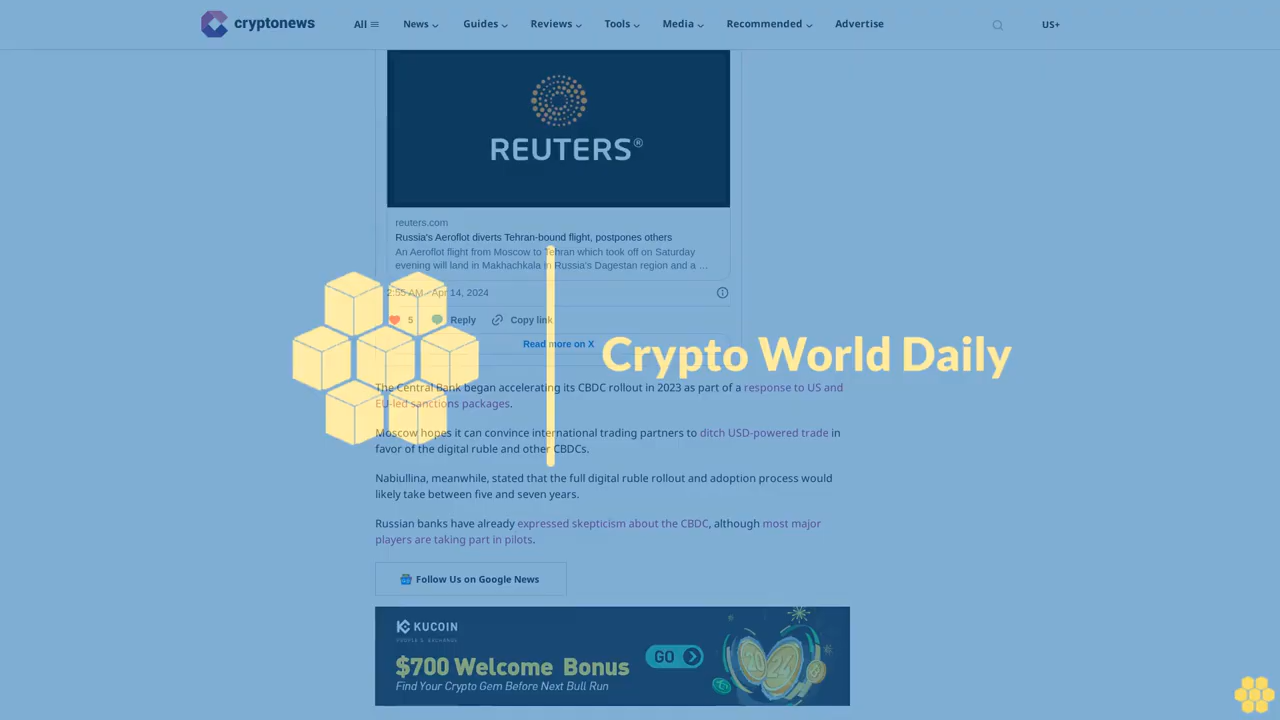 cryptonews
All
News
Guides
Reviews
Tools
Media
Recommended
Advertise
US+
REUTERS®
reuters.com
Russia's Aeroflot diverts Tehran-bound flight, postpones others
An Aeroflot flight from Moscow to Tehran which took off on Saturday
evening will land in Makhachkala in Russia's Dagestan region and a ...
2:55 AM · Apr 14, 2024
5
Reply
Copy link
Read more on X
Crypto World Daily
The Central Bank began accelerating its CBDC rollout in 2023 as part of a response to US and
EU-led sanctions packages.
Moscow hopes it can convince international trading partners to ditch USD-powered trade in
favor of the digital ruble and other CBDCs.
Nabiullina, meanwhile, stated that the full digital ruble rollout and adoption process would
likely take between five and seven years.
Russian banks have already expressed skepticism about the CBDC, although most major
players are taking part in pilots.
Follow Us on Google News
KUCOIN
$700 Welcome Bonus
Find Your Crypto Gem Before Next Bull Run
GO